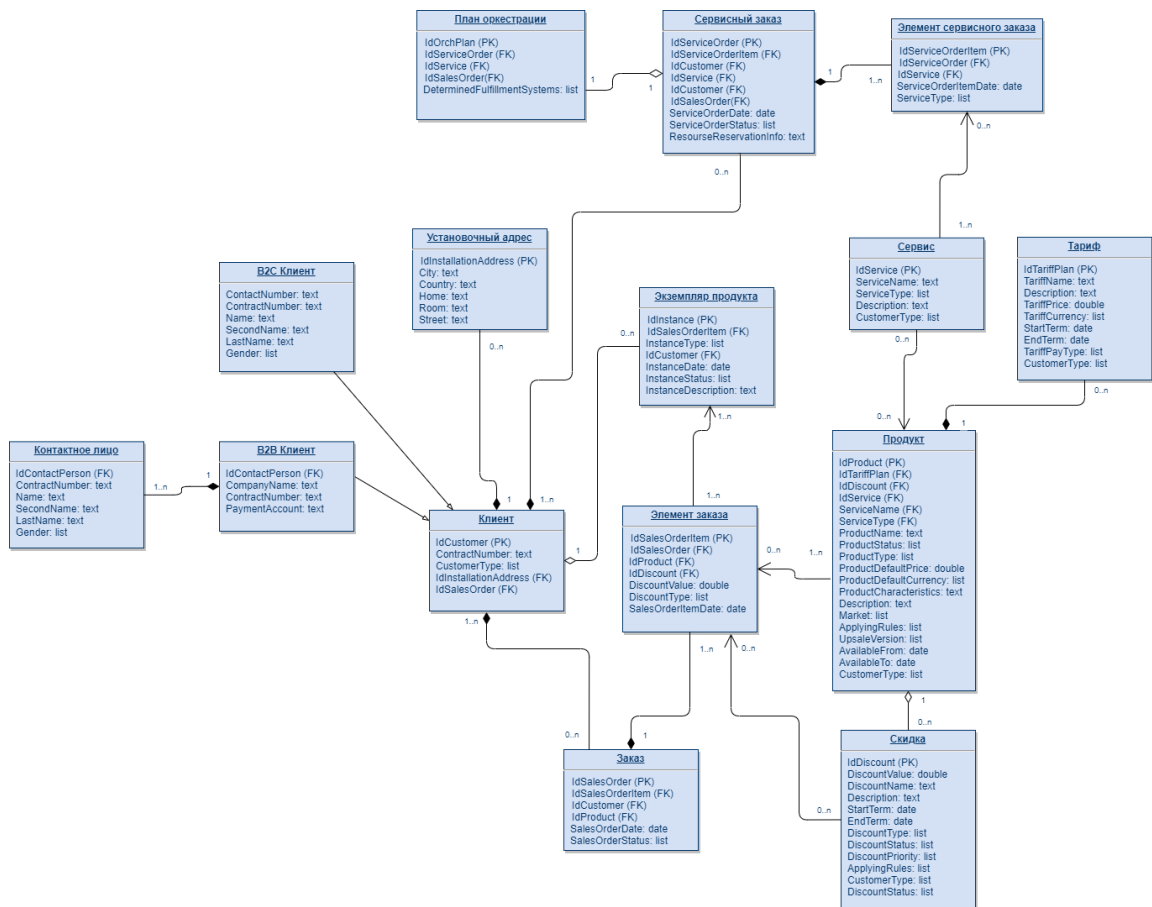 План оркестрации
IdOrchPlan (PK)
IdServiceOrder (FK)
IdService (FK)
IdSalesOrder(FK)
DeterminedFulfillmentSystems: list
1
1
Сервисный заказ
IdServiceOrder (PK)
IdServiceOrderItem (FK)
IdCustomer (FK)
IdService (FK)
IdCustomer (FK)
IdSalesOrder(FK)
ServiceOrderDate: date
ServiceOrderStatus: list
ResourseReservationInfo: text
1
1..n
0..n
Элемент сервисного заказа
IdServiceOrderItem (PK)
IdServiceOrder (FK)
IdService (FK)
ServiceOrderItemDate: date
ServiceType: list
0..n
1..n
Установочный адрес
IdInstallationAddress (PK)
City: text
Country: text
Home: text
Room: text
Street: text
0..n
Сервис
IdService (PK)
ServiceName: text
ServiceType: list
Description: text
CustomerType: list
0..n
0..n
Тариф
IdTariffPlan (PK)
TariffName: text
Description: text
TariffPrice: double
TariffCurrency: list
StartTerm: date
EndTerm: date
TariffPayType: list
CustomerType: list
0..n
1
B2C Клиент
ContactNumber: text
ContractNumber: text
Name: text
SecondName: text
LastName: text
Gender: list
Экземпляр продукта
IdInstance (PK)
IdSalesOrderItem (FK)
InstanceType: list
IdCustomer (FK)
InstanceDate: date
InstanceStatus: list
InstanceDescription: text
0..n
1..n
1..n
Контактное лицо
IdContactPerson (FK)
ContractNumber: text
Name: text
SecondName: text
LastName: text
Gender: list
1..n
1
B2B Клиент
IdContactPerson (FK)
CompanyName: text
ContractNumber: text
PaymentAccount: text
1
1..n
Клиент
IdCustomer (PK)
ContractNumber: text
CustomerType: list
IdInstallationAddress (FK)
IdSalesOrder (FK)
1
1..n
Элемент заказа
IdSalesOrderItem (PK)
IdSalesOrder (FK)
IdProduct (FK)
IdDiscount (FK)
DiscountValue: double
DiscountType: list
SalesOrderItemDate: date
0..n
1..n
1..n
0..n
Продукт
IdProduct (PK)
IdTariffPlan (FK)
IdDiscount (FK)
IdService (FK)
ServiceName (FK)
ServiceType (FK)
ProductName: text
ProductStatus: list
ProductType: list
ProductDefaultPrice: double
ProductDefaultCurrency: list
ProductCharacteristics: text
Description: text
Market: list
ApplyingRules: list
UpsaleVersion: list
AvailableFrom: date
AvailableTo: date
CustomerType: list
1
0..n
0..n
1
Заказ
IdSalesOrder (PK)
IdSalesOrderItem (FK)
IdCustomer (FK)
IdProduct (FK)
SalesOrderDate: date
SalesOrderStatus: list
0..n
Скидка
IdDiscount (PK)
DiscountValue: double
DiscountName: text
Description: text
StartTerm: date
EndTerm: date
DiscountType: list
DiscountStatus: list
DiscountPriority: list
ApplyingRules: list
CustomerType: list
DiscountStatus: list